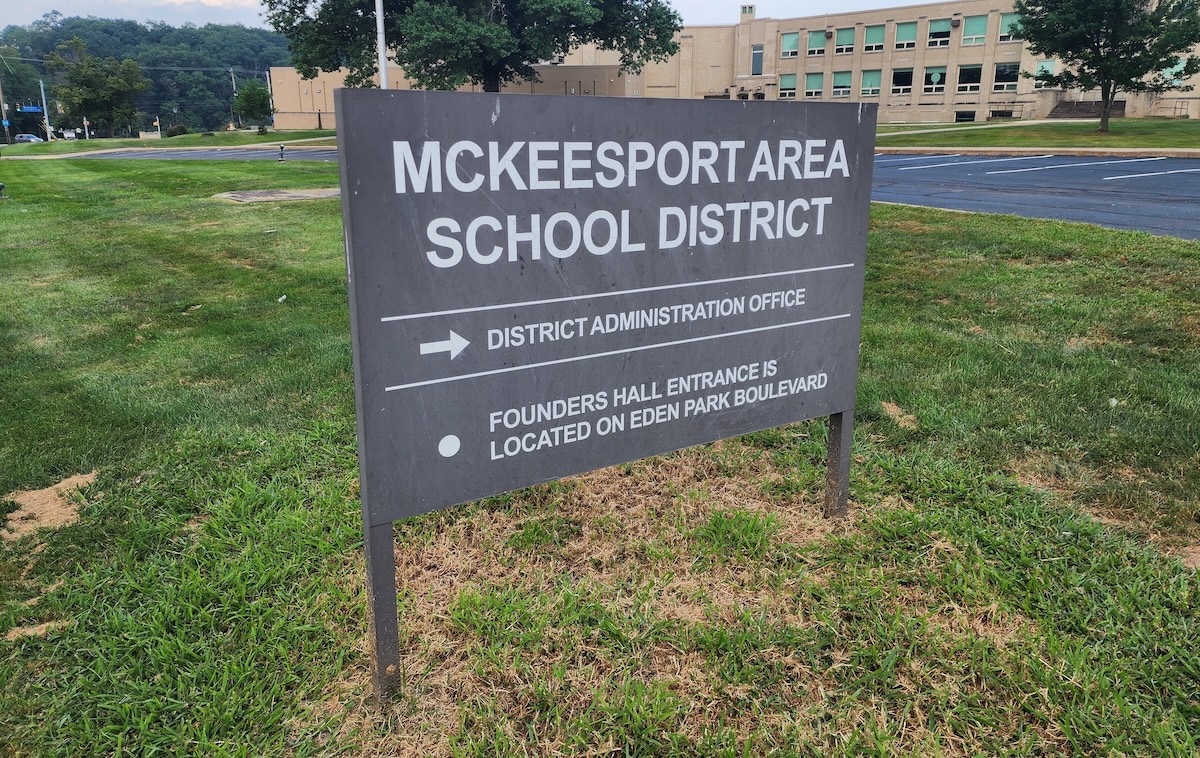 MCKEESPORT AREA
SCHOOL DISTRICT
DISTRICT ADMINISTRATION OFFICE
FOUNDERS HALL ENTRANCE IS
LOCATED ON EDEN PARK BOULEVARD